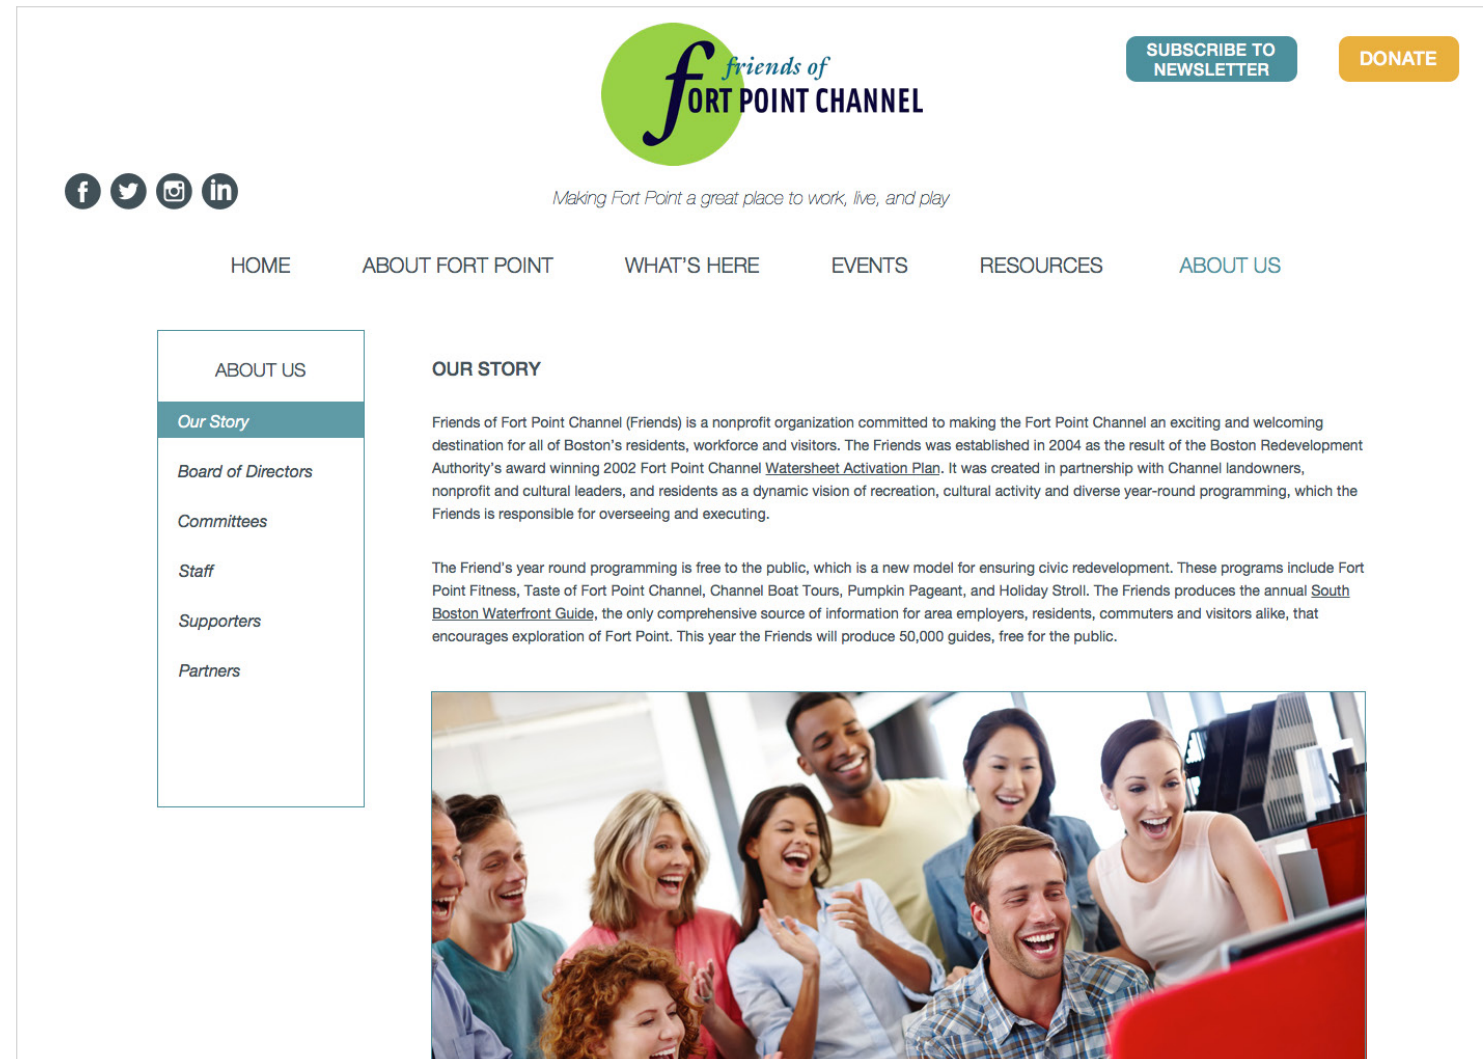 friends of
FORT POINT CHANNEL
SUBSCRIBE TO
NEWSLETTER
DONATE
Making Fort Point a great place to work, live, and play
HOME ABOUT FORT POINT WHAT'S HERE EVENTS RESOURCES ABOUT US
ABOUT US
Our Story
Board of Directors
Committees
Staff
Supporters
Partners
OUR STORY
Friends of Fort Point Channel (Friends) is a nonprofit organization committed to making the Fort Point Channel an exciting and welcoming
destination for all of Boston's residents, workforce and visitors. The Friends was established in 2004 as the result of the Boston Redevelopment
Authority's award winning 2002 Fort Point Channel Watersheet Activation Plan. It was created in partnership with Channel landowners,
nonprofit and cultural leaders, and residents as a dynamic vision of recreation, cultural activity and diverse year-round programming, which the
Friends is responsible for overseeing and executing.
The Friend's year round programming is free to the public, which is a new model for ensuring civic redevelopment. These programs include Fort
Point Fitness, Taste of Fort Point Channel, Channel Boat Tours, Pumpkin Pageant, and Holiday Stroll. The Friends produces the annual South
Boston Waterfront Guide, the only comprehensive source of information for area employers, residents, commuters and visitors alike, that
encourages exploration of Fort Point. This year the Friends will produce 50,000 guides, free for the public.